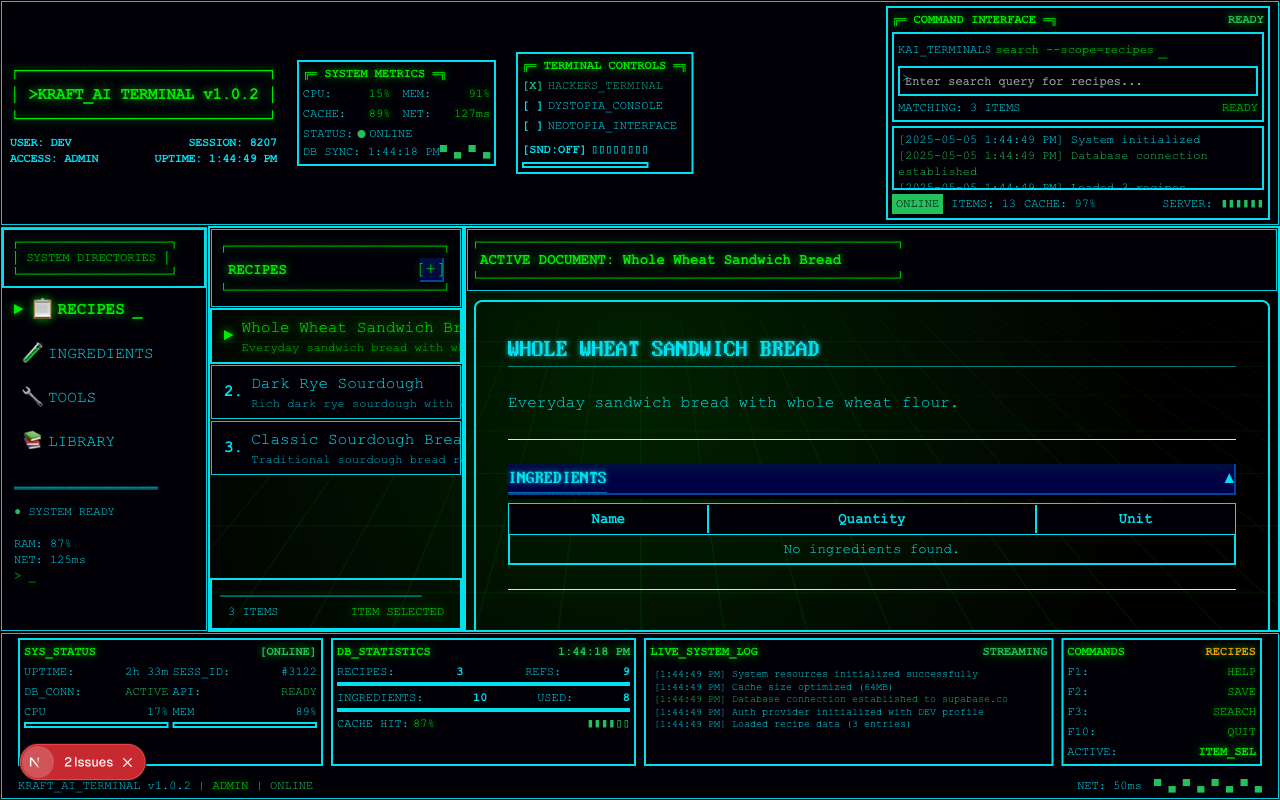 >KRAFT_AI TERMINAL v1.0.2
USER: DEV SESSION: 8207
ACCESS: ADMIN UPTIME: 1:44:49 PM
SYSTEM METRICS
CPU: 15% MEM: 91%
CACHE: 89% NET: 127ms
STATUS: ONLINE
DB SYNC: 1:44:18 PM
TERMINAL CONTROLS
[X] HACKERS_TERMINAL
[ ] DYSTOPIA_CONSOLE
[ ] NEOTOPIA_INTERFACE
[SND:OFF] ▯▯▯▯▯▯▯▯
COMMAND INTERFACE READY
KAI_TERMINAL$ search --scope=recipes _
Enter search query for recipes...
MATCHING: 3 ITEMS READY
[2025-05-05 1:44:49 PM] System initialized
[2025-05-05 1:44:49 PM] Database connection
established
[2025-05-05 1:44:49 PM] Loaded 3 recipes
ONLINE ITEMS: 13 CACHE: 97% SERVER: ▮▮▮▮▮▮
SYSTEM DIRECTORIES
▶ 📋 RECIPES _
INGREDIENTS
TOOLS
LIBRARY
● SYSTEM READY
RAM: 87%
NET: 125ms
> _
RECIPES [+]
▶ Whole Wheat Sandwich Br
Everyday sandwich bread with wh
2. Dark Rye Sourdough
Rich dark rye sourdough with
3. Classic Sourdough Brea
Traditional sourdough bread r
3 ITEMS ITEM SELECTED
ACTIVE DOCUMENT: Whole Wheat Sandwich Bread
WHOLE WHEAT SANDWICH BREAD
Everyday sandwich bread with whole wheat flour.
INGREDIENTS ▲
Name Quantity Unit
No ingredients found.
SYS_STATUS [ONLINE]
UPTIME: 2h 33m SESS_ID: #3122
DB_CONN: ACTIVE API: READY
CPU 17% MEM 89%
DB_STATISTICS 1:44:18 PM
RECIPES: 3 REFS: 9
INGREDIENTS: 10 USED: 8
CACHE HIT: 87% ▮▮▮▮▯▯
LIVE_SYSTEM_LOG STREAMING
[1:44:49 PM] System resources initialized successfully
[1:44:49 PM] Cache size optimized (64MB)
[1:44:49 PM] Database connection established to supabase.co
[1:44:49 PM] Auth provider initialized with DEV profile
[1:44:49 PM] Loaded recipe data (3 entries)
COMMANDS RECIPES
F1: HELP
F2: SAVE
F3: SEARCH
F10: QUIT
ACTIVE: ITEM_SEL
N 2 Issues
KRAFT_AI_TERMINAL v1.0.2 | ADMIN | ONLINE
NET: 50ms